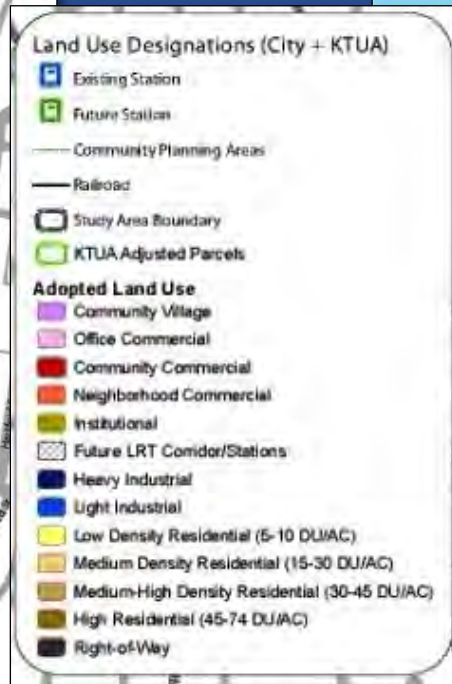 Land Use Designations (City + KTUA)
Existing Station
Future Station
Community Planning Areas
Railroad
Study Area Boundary
KTUA Adjusted Parcels
Adopted Land Use
Community Village
Office Commercial
Community Commercial
Neighborhood Commercial
Institutional
Future LRT Corridor/Stations
Heavy Industrial
Light Industrial
Low Density Residential (5-10 DU/AC)
Medium Density Residential (15-30 DU/AC)
Medium-High Density Residential (30-45 DU/AC)
High Residential (45-74 DU/AC)
Right-of-Way